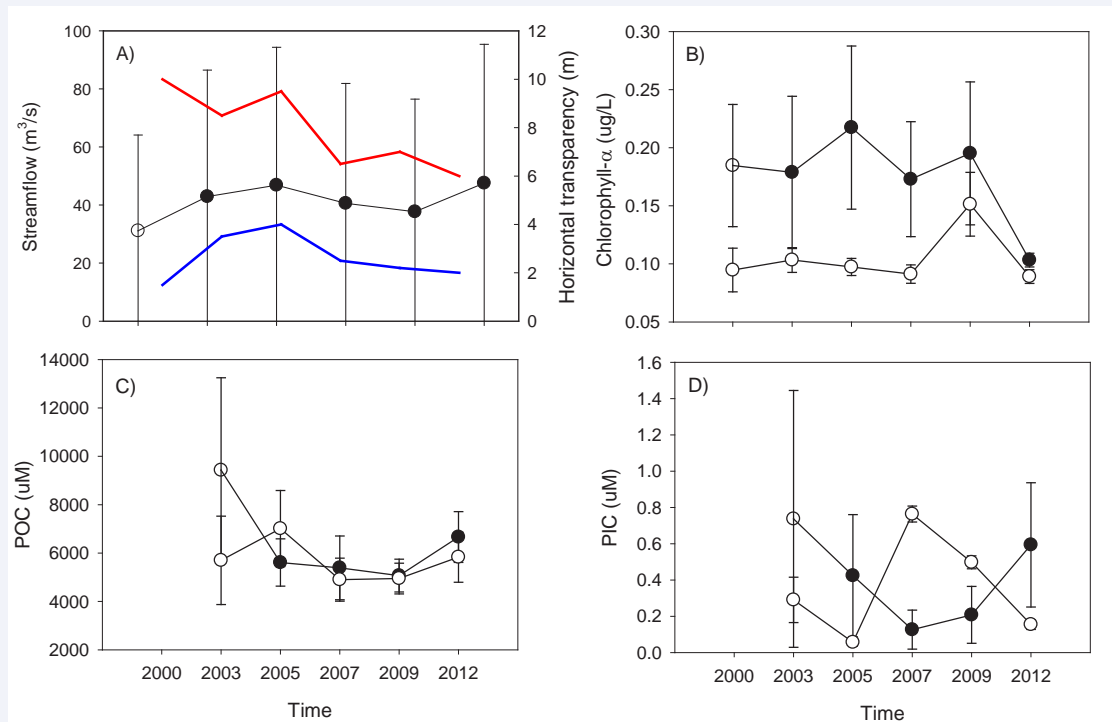 A)
100
80
60
40
20
0
Streamflow (m³/s)
12
10
8
6
4
2
0
Horizontal transparency (m)
B)
0.30
0.25
0.20
0.15
0.10
0.05
Chlorophyll-α (ug/L)
C)
14000
12000
10000
8000
6000
4000
2000
POC (uM)
2000 2003 2005 2007 2009 2012
Time
D)
1.6
1.4
1.2
1.0
0.8
0.6
0.4
0.2
0.0
PIC (uM)
2000 2003 2005 2007 2009 2012
Time